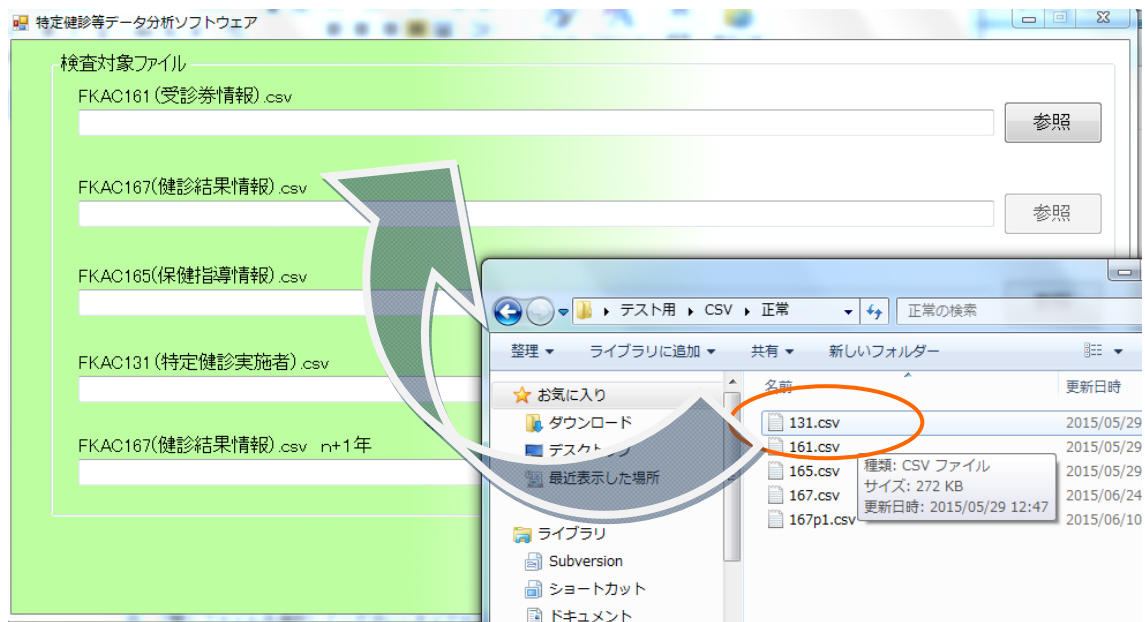 特定健診等データ分析ソフトウェア
検査対象ファイル
FKAC161(受診券情報).csv
参照
FKAC167(健診結果情報).csv
参照
FKAC165(保健指導情報).csv
FKAC131(特定健診実施者).csv
FKAC167(健診結果情報).csv n+1年
テスト用 CSV 正常
正常の検索
整理
ライブラリに追加
共有
新しいフォルダー
お気に入り
ダウンロード
デスクトップ
最近表示した場所
ライブラリ
Subversion
ショートカット
ドキュメント
名前
更新日時
131.csv 2015/05/29
161.csv 2015/05/29
165.csv 2015/05/29
167.csv 2015/06/24
167p1.csv 2015/06/10
種類: CSV ファイル
サイズ: 272 KB
更新日時: 2015/05/29 12:47